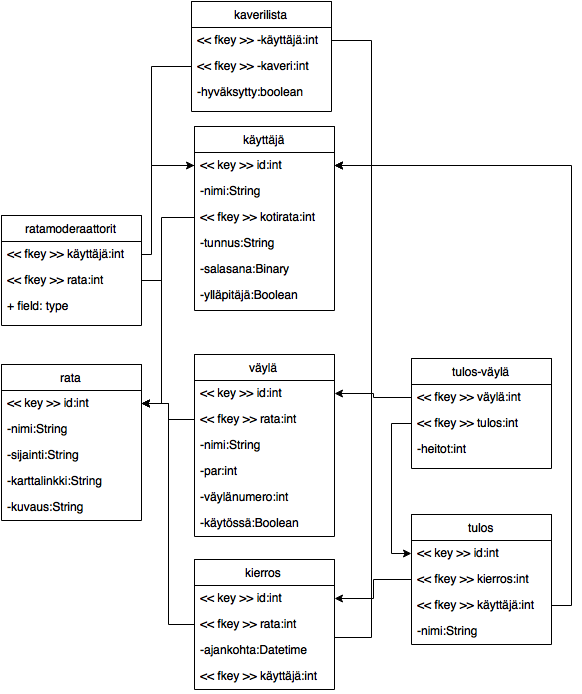 kaverilista
<< fkey >> -käyttäjä:int
<< fkey >> -kaveri:int
-hyväksytty:boolean
käyttäjä
<< key >> id:int
-nimi:String
<< fkey >> kotirata:int
-tunnus:String
-salasana:Binary
-ylläpitäjä:Boolean
ratamoderaattorit
<< fkey >> käyttäjä:int
<< fkey >> rata:int
+ field: type
rata
<< key >> id:int
-nimi:String
-sijainti:String
-karttalinkki:String
-kuvaus:String
väylä
<< key >> id:int
<< fkey >> rata:int
-nimi:String
-par:int
-väylänumero:int
-käytössä:Boolean
tulos-väylä
<< fkey >> väylä:int
<< fkey >> tulos:int
-heitot:int
kierros
<< key >> id:int
<< fkey >> rata:int
-ajankohta:Datetime
<< fkey >> käyttäjä:int
tulos
<< key >> id:int
<< fkey >> kierros:int
<< fkey >> käyttäjä:int
-nimi:String